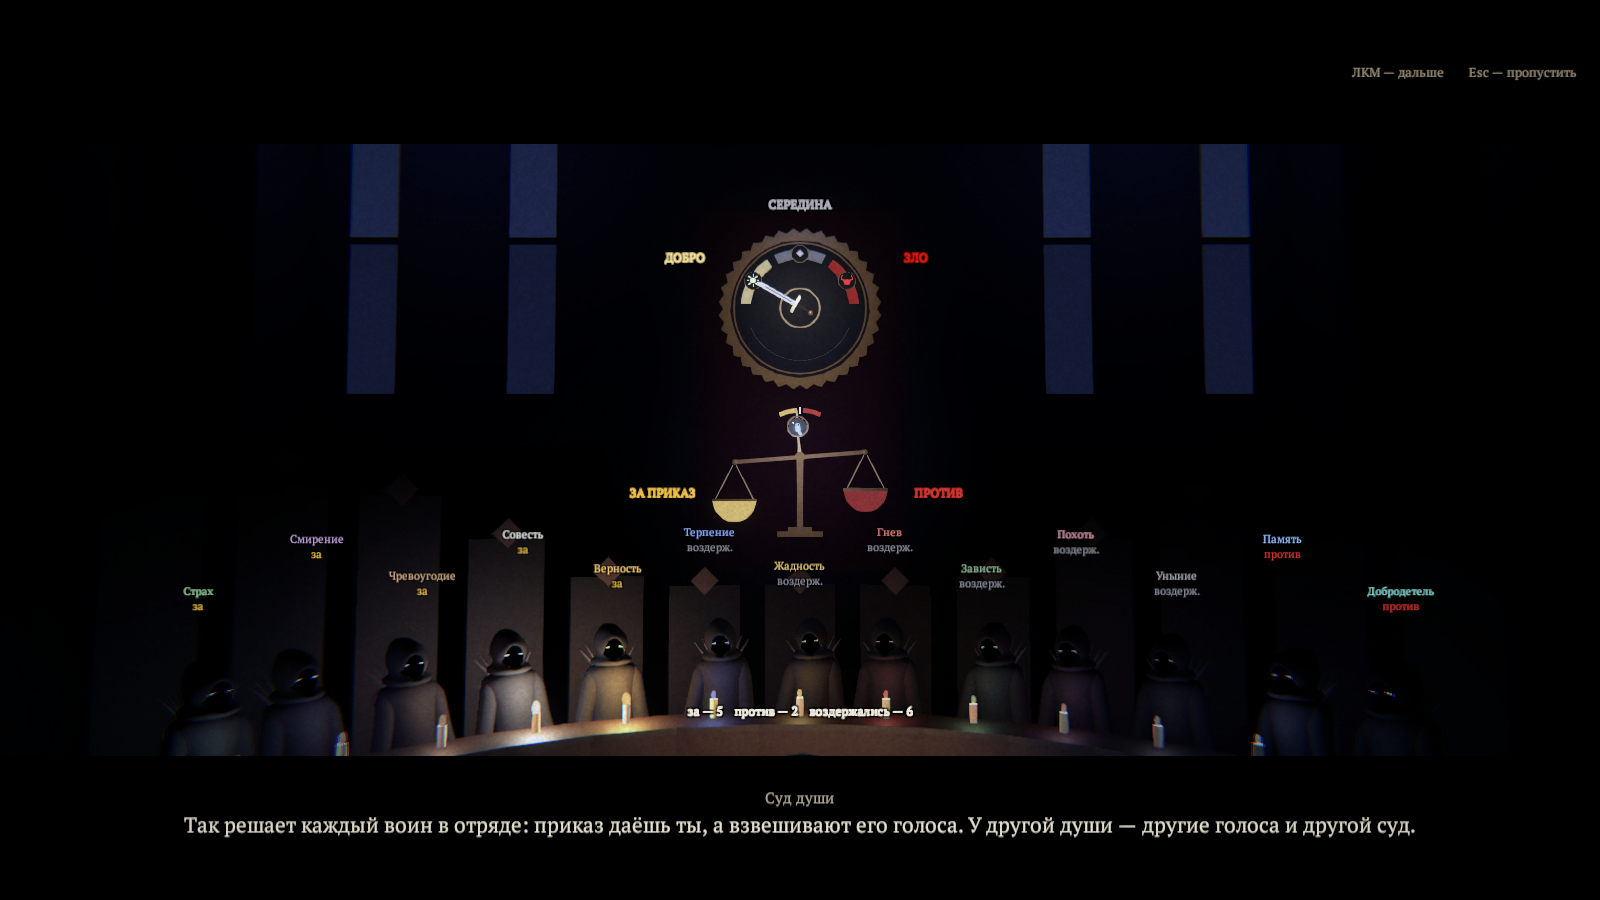 ЛКМ — дальше Esc — пропустить
СЕРЕДИНА
ДОБРО
ЗЛО
ЗА ПРИКАЗ
ПРОТИВ
Страх
за
Смирение
за
Чревоугодие
за
Совесть
за
Верность
за
Терпение
воздерж.
Жадность
воздерж.
Гнев
воздерж.
Зависть
воздерж.
Похоть
воздерж.
Уныние
воздерж.
Память
против
Добродетель
против
за — 5 против — 2 воздержались — 6
Суд души
Так решает каждый воин в отряде: приказ даёшь ты, а взвешивают его голоса. У другой души — другие голоса и другой суд.